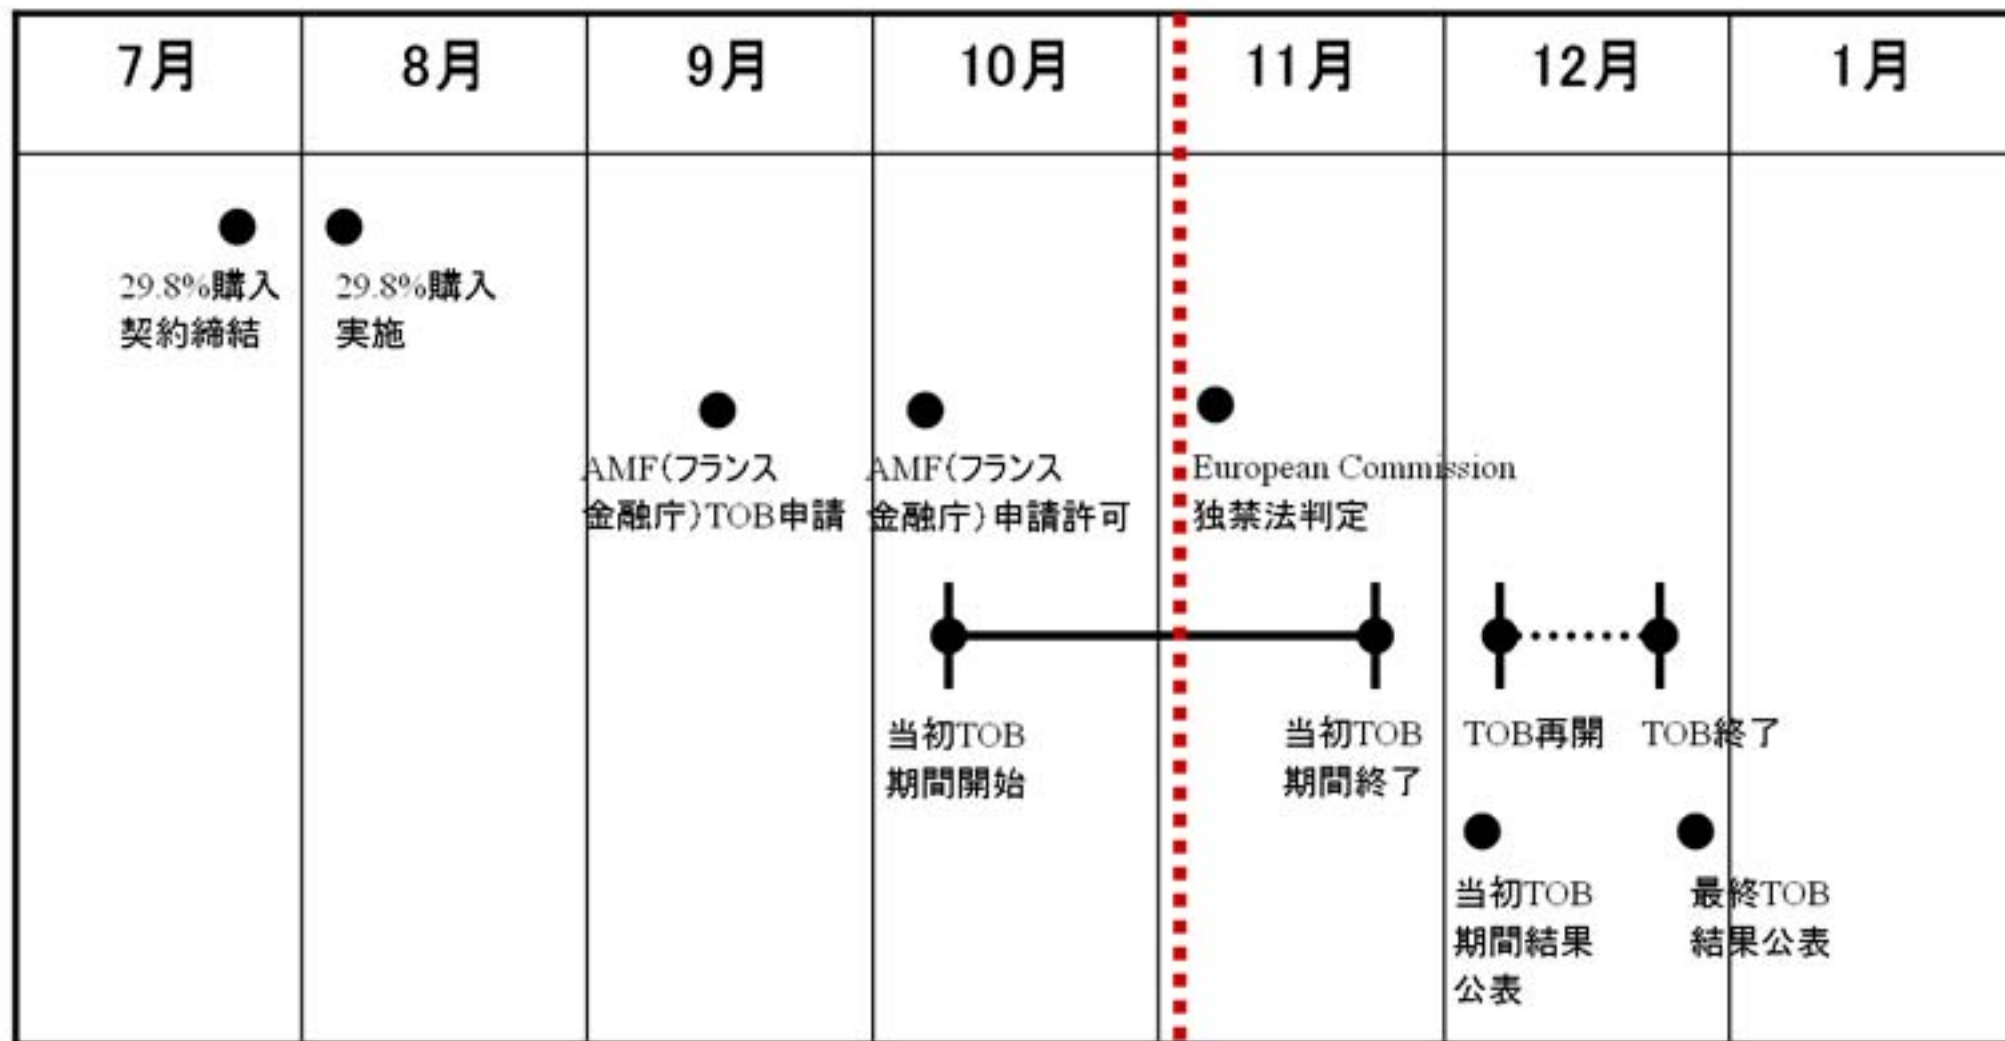 7月
8月
9月
10月
11月
12月
1月
29.8%購入
契約締結
29.8%購入
実施
AMF(フランス
金融庁)TOB申請
AMF(フランス
金融庁)申請許可
European Commission
独禁法判定
当初TOB
期間開始
当初TOB
期間終了
TOB再開
TOB終了
当初TOB
期間結果
公表
最終TOB
結果公表